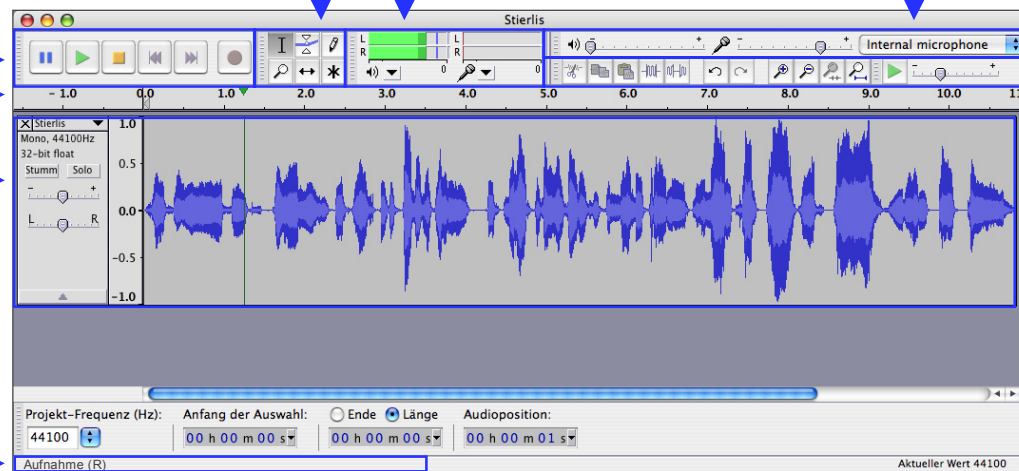 Stierlis
L
R
L
R
0
0
Internal microphone
- 1.0 0.0 1.0 2.0 3.0 4.0 5.0 6.0 7.0 8.0 9.0 10.0
X Stierlis
Mono, 44100Hz
32-bit float
Stumm Solo
- +
L R
1.0
0.5
0.0
-0.5
-1.0
Projekt-Frequenz (Hz): Anfang der Auswahl: Ende Länge Audioposition:
44100 00 h 00 m 00 s 00 h 00 m 00 s 00 h 00 m 01 s
Aufnahme (R) Aktueller Wert 44100